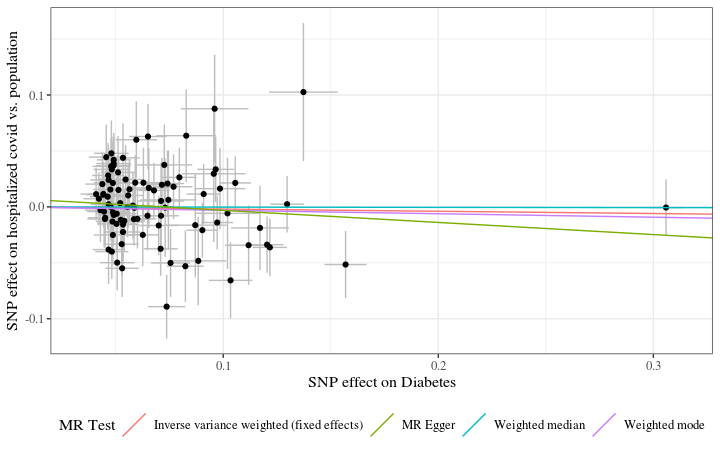 SNP effect on hospitalized covid vs. population
0.1
0.0
-0.1
0.1
0.2
0.3
SNP effect on Diabetes
MR Test
Inverse variance weighted (fixed effects)
MR Egger
Weighted median
Weighted mode